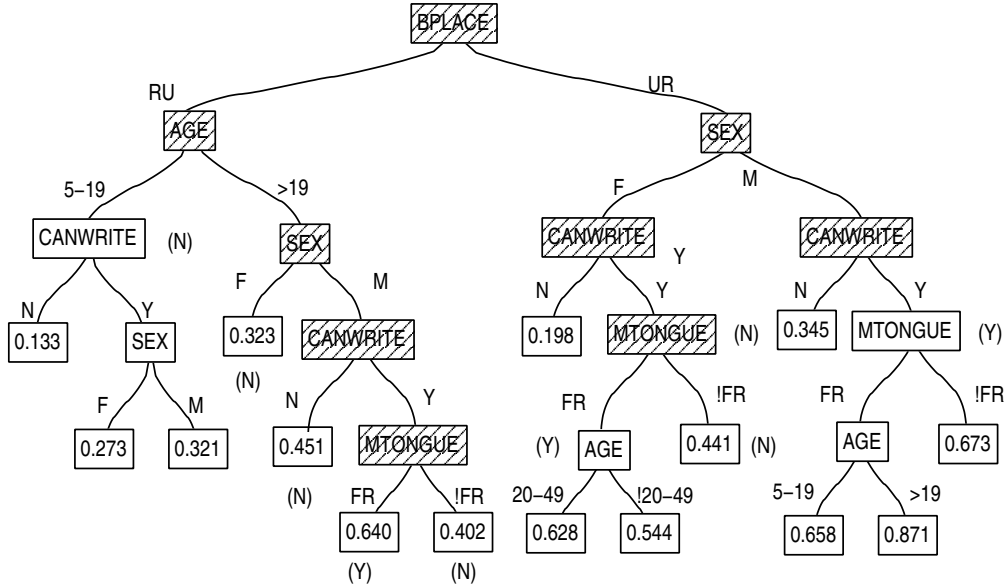 BPLACE
RU UR
AGE SEX
5–19 >19 F M
CANWRITE (N) SEX CANWRITE Y CANWRITE
N Y F M N Y N Y
0.133 SEX 0.323 CANWRITE 0.198 MTONGUE (N) 0.345 MTONGUE (Y)
(N)
F M N Y FR !FR FR !FR
0.273 0.321 0.451 MTONGUE (Y) AGE 0.441 (N) AGE 0.673
(N) FR !FR 20–49 !20–49 5–19 >19
0.640 0.402 0.628 0.544 0.658 0.871
(Y) (N)